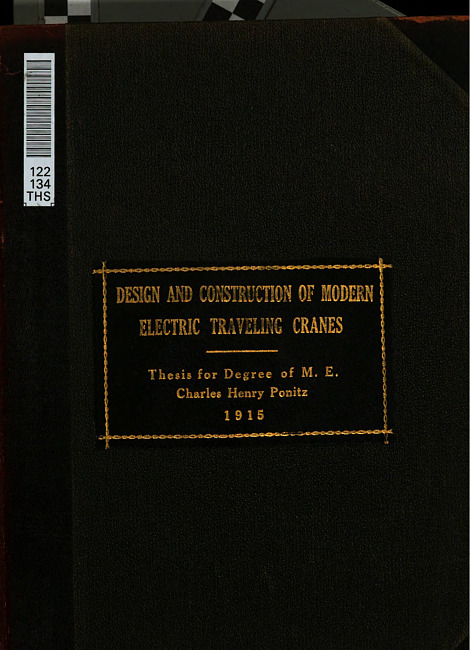 122
134
THS
DESIGN AND CONSTRUCTION OF MODERN
ELECTRIC TRAVELING CRANES
Thesis for Degree of M. E.
Charles Henry Ponitz
1915